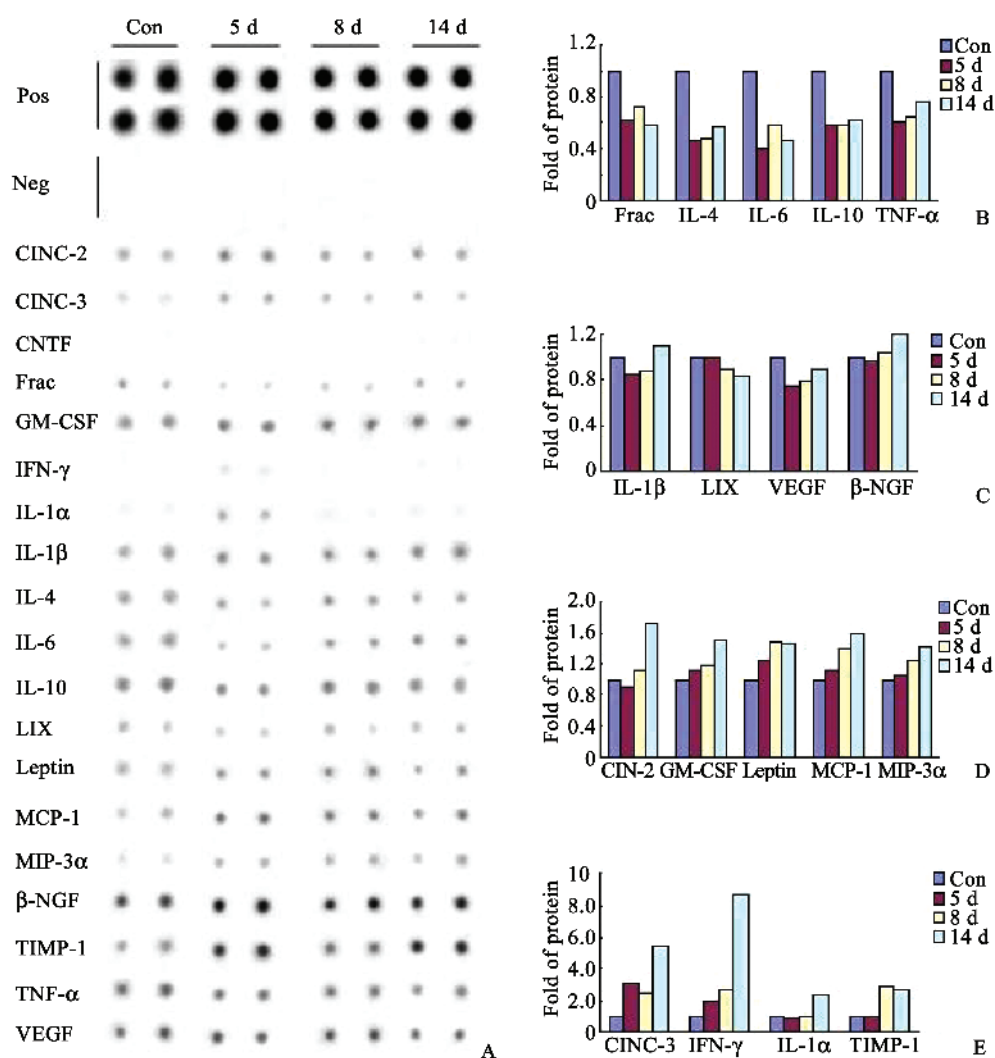 Con 5 d 8 d 14 d
Pos
Neg
CINC-2
CINC-3
CNTF
Frac
GM-CSF
IFN-γ
IL-1α
IL-1β
IL-4
IL-6
IL-10
LIX
Leptin
MCP-1
MIP-3α
β-NGF
TIMP-1
TNF-α
VEGF
A
Fold of protein
1.2
0.8
0.4
0
Frac IL-4 IL-6 IL-10 TNF-α
Con
5 d
8 d
14 d
B
Fold of protein
1.2
0.8
0.4
0
IL-1β LIX VEGF β-NGF
Con
5 d
8 d
14 d
C
Fold of protein
2.0
1.6
1.2
0.8
0.4
0
CIN-2 GM-CSF Leptin MCP-1 MIP-3α
Con
5 d
8 d
14 d
D
Fold of protein
10
8.0
6.0
4.0
2.0
0
CINC-3 IFN-γ IL-1α TIMP-1
Con
5 d
8 d
14 d
E